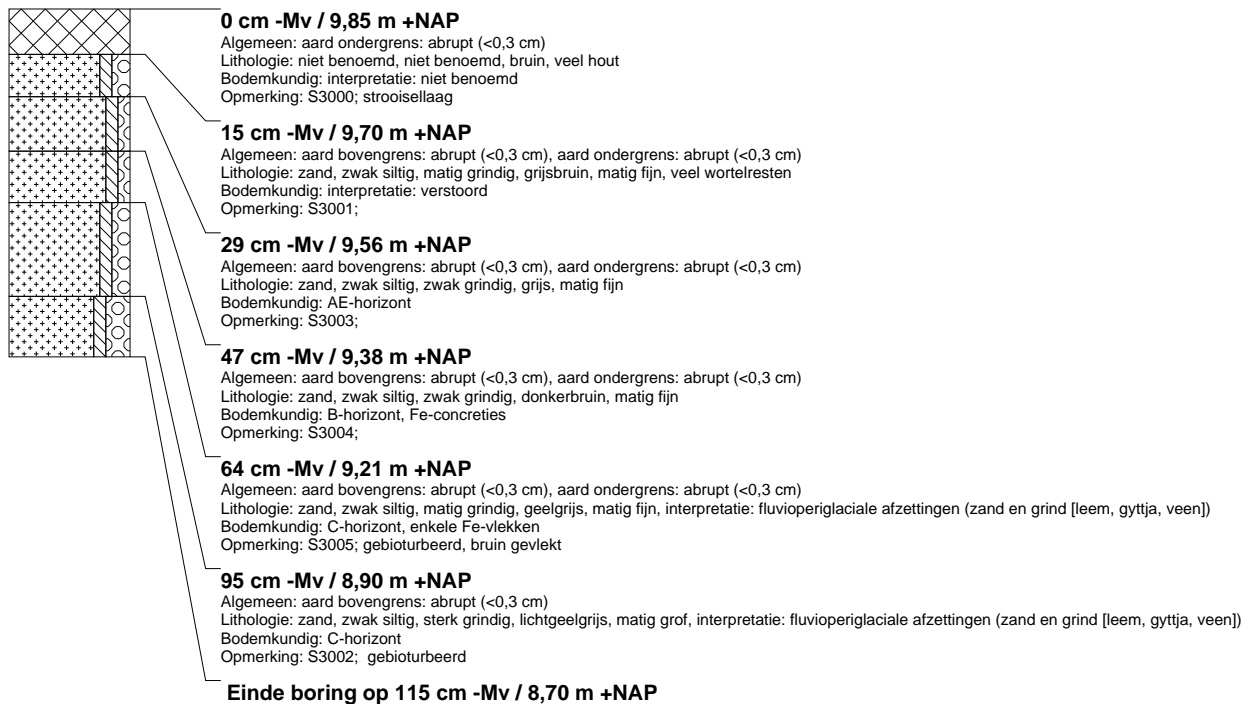 0 cm -Mv / 9,85 m +NAP
Algemeen: aard ondergrens: abrupt (<0,3 cm)
Lithologie: niet benoemd, niet benoemd, bruin, veel hout
Bodemkundig: interpretatie: niet benoemd
Opmerking: S3000; strooisellaag
15 cm -Mv / 9,70 m +NAP
Algemeen: aard bovengrens: abrupt (<0,3 cm), aard ondergrens: abrupt (<0,3 cm)
Lithologie: zand, zwak siltig, matig grindig, grijsbruin, matig fijn, veel wortelresten
Bodemkundig: interpretatie: verstoord
Opmerking: S3001;
29 cm -Mv / 9,56 m +NAP
Algemeen: aard bovengrens: abrupt (<0,3 cm), aard ondergrens: abrupt (<0,3 cm)
Lithologie: zand, zwak siltig, zwak grindig, grijs, matig fijn
Bodemkundig: AE-horizont
Opmerking: S3003;
47 cm -Mv / 9,38 m +NAP
Algemeen: aard bovengrens: abrupt (<0,3 cm), aard ondergrens: abrupt (<0,3 cm)
Lithologie: zand, zwak siltig, zwak grindig, donkerbruin, matig fijn
Bodemkundig: B-horizont, Fe-concreties
Opmerking: S3004;
64 cm -Mv / 9,21 m +NAP
Algemeen: aard bovengrens: abrupt (<0,3 cm), aard ondergrens: abrupt (<0,3 cm)
Lithologie: zand, zwak siltig, matig grindig, geelgrijs, matig fijn, interpretatie: fluvioperiglaciale afzettingen (zand en grind [leem, gyttja, veen])
Bodemkundig: C-horizont, enkele Fe-vlekken
Opmerking: S3005; gebioturbeerd, bruin gevlekt
95 cm -Mv / 8,90 m +NAP
Algemeen: aard bovengrens: abrupt (<0,3 cm)
Lithologie: zand, zwak siltig, sterk grindig, lichtgeelgrijs, matig grof, interpretatie: fluvioperiglaciale afzettingen (zand en grind [leem, gyttja, veen])
Bodemkundig: C-horizont
Opmerking: S3002; gebioturbeerd
Einde boring op 115 cm -Mv / 8,70 m +NAP